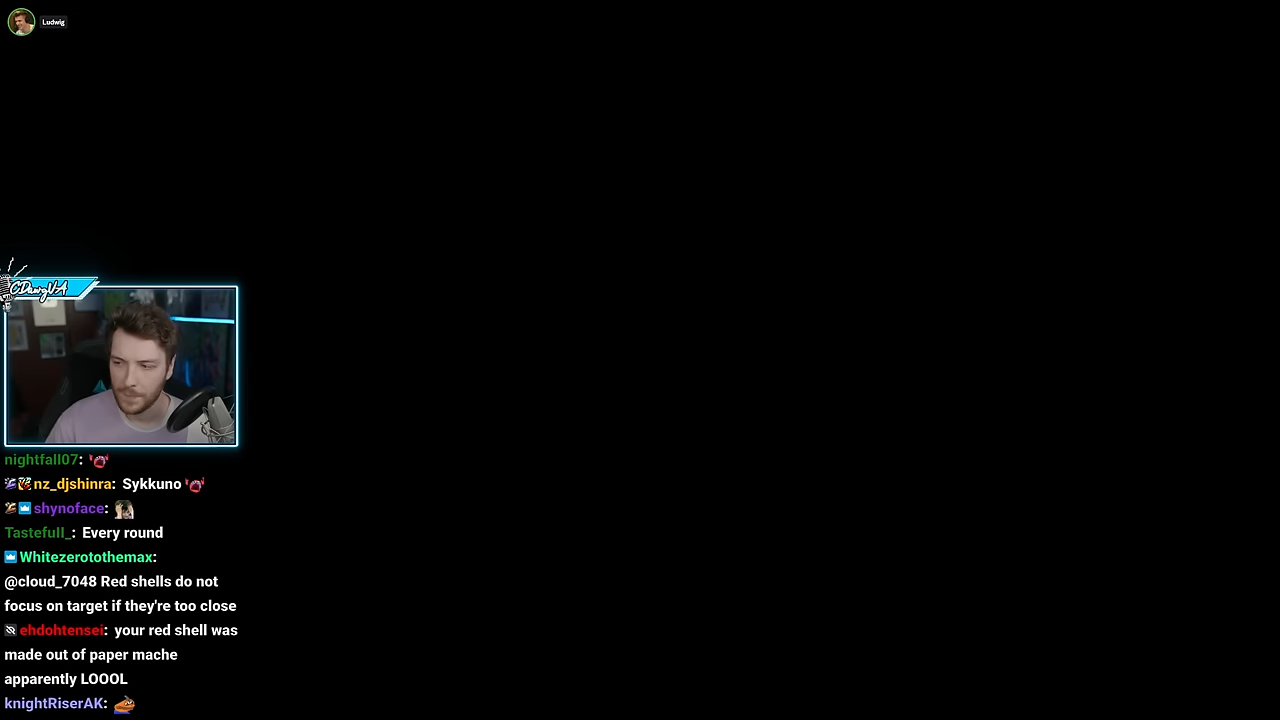 Ludwig
CDawgVA
nightfall07:
nz_djshinra: Sykkuno
shynoface:
Tastefull_: Every round
Whitezerotothemax:
@cloud_7048 Red shells do not
focus on target if they're too close
ehdohtensei: your red shell was
made out of paper mache
apparently LOOOL
knightRiserAK: